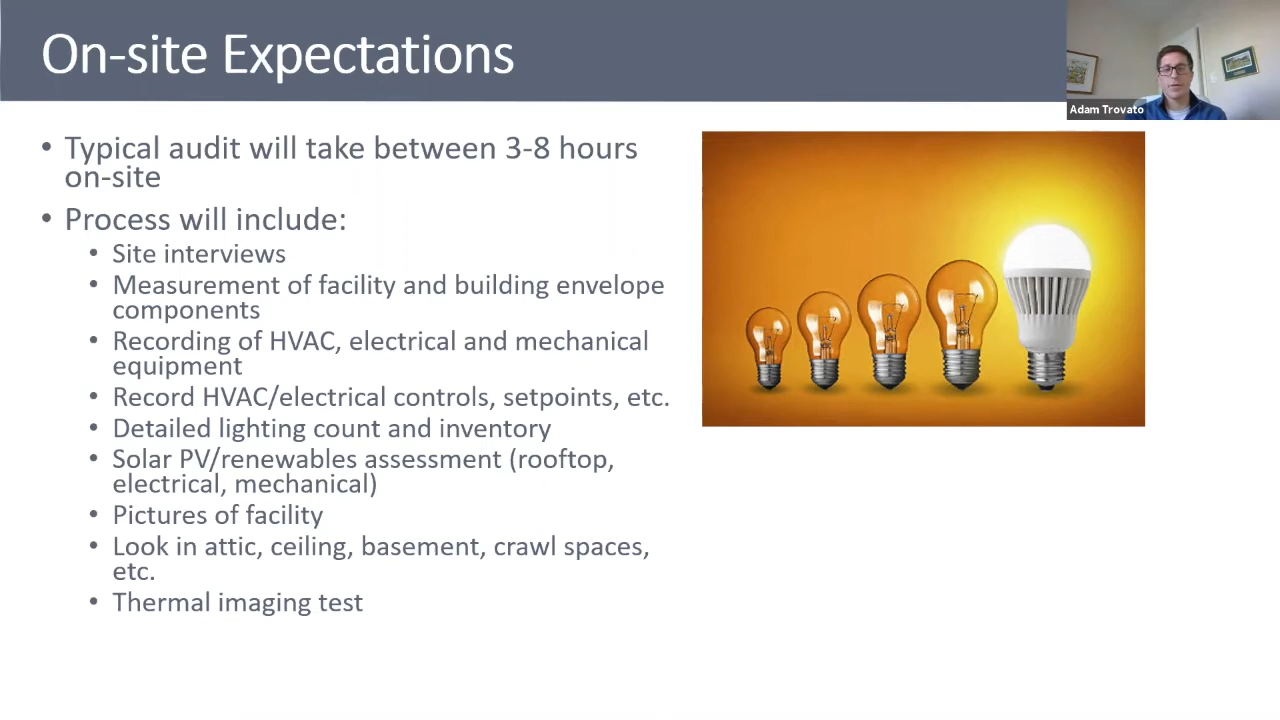 On-site Expectations
Adam Trovato
• Typical audit will take between 3-8 hours
on-site
• Process will include:
• Site interviews
• Measurement of facility and building envelope
components
• Recording of HVAC, electrical and mechanical
equipment
• Record HVAC/electrical controls, setpoints, etc.
• Detailed lighting count and inventory
• Solar PV/renewables assessment (rooftop,
electrical, mechanical)
• Pictures of facility
• Look in attic, ceiling, basement, crawl spaces,
etc.
• Thermal imaging test